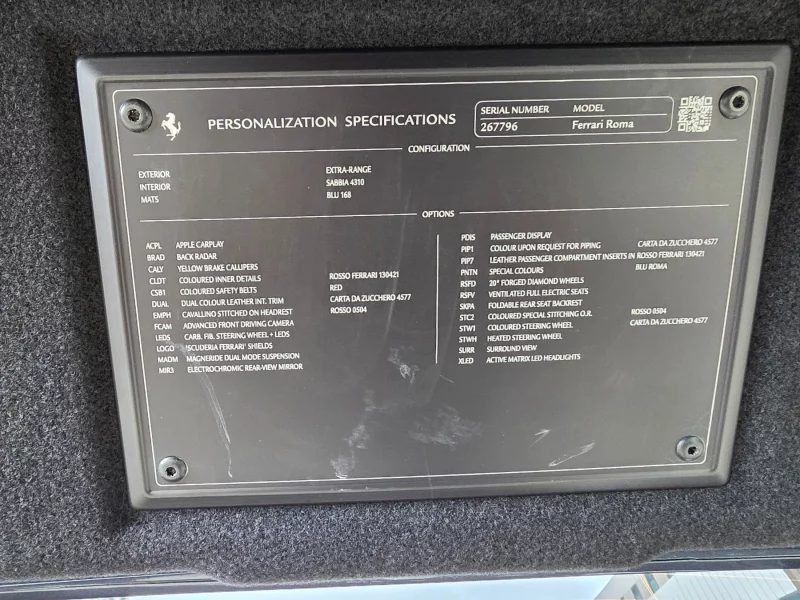 PERSONALIZATION SPECIFICATIONS
SERIAL NUMBER MODEL
267796 Ferrari Roma
CONFIGURATION
EXTERIOR EXTRA-RANGE
INTERIOR SABBIA 4310
MATS BLU 16B
OPTIONS
ACPL APPLE CARPLAY
BRAD BACK RADAR
CALY YELLOW BRAKE CALLIPERS
CLDT COLOURED INNER DETAILS ROSSO FERRARI 130421
CSB1 COLOURED SAFETY BELTS RED
DUAL DUAL COLOUR LEATHER INT. TRIM CARTA DA ZUCCHERO 4577
EMPH CAVALLINO STITCHED ON HEADREST ROSSO 0504
FCAM ADVANCED FRONT DRIVING CAMERA
LEDS CARB. FIB. STEERING WHEEL + LEDS
LOGO 'SCUDERIA FERRARI' SHIELDS
MADM MAGNERIDE DUAL MODE SUSPENSION
MIR3 ELECTROCHROMIC REAR-VIEW MIRROR
PDIS PASSENGER DISPLAY
PIP1 COLOUR UPON REQUEST FOR PIPING CARTA DA ZUCCHERO 4577
PIP7 LEATHER PASSENGER COMPARTMENT INSERTS IN ROSSO FERRARI 130421
PNTN SPECIAL COLOURS BLU ROMA
RSFD 20" FORGED DIAMOND WHEELS
RSFV VENTILATED FULL ELECTRIC SEATS
SKPA FOLDABLE REAR SEAT BACKREST
STC2 COLOURED SPECIAL STITCHING O.R. ROSSO 0504
STW1 COLOURED STEERING WHEEL CARTA DA ZUCCHERO 4577
STWH HEATED STEERING WHEEL
SURR SURROUND VIEW
XLED ACTIVE MATRIX LED HEADLIGHTS